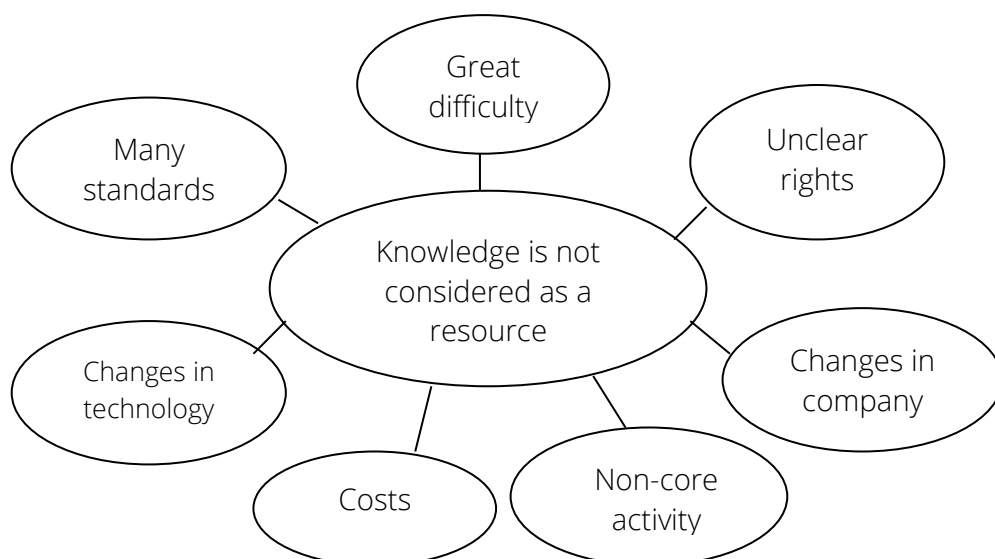 Great
difficulty
Many
standards
Unclear
rights
Knowledge is not
considered as a
resource
Changes in
technology
Changes in
company
Costs
Non-core
activity